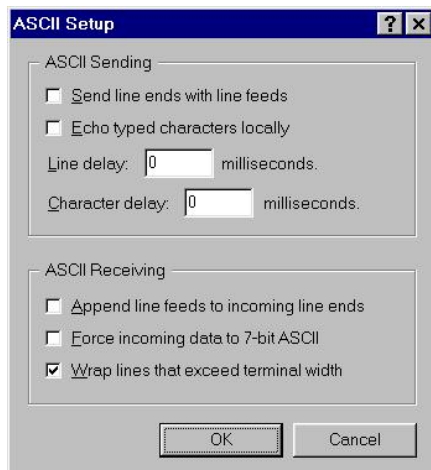 ASCII Setup
ASCII Sending
Send line ends with line feeds
Echo typed characters locally
Line delay: 0 milliseconds.
Character delay: 0 milliseconds.
ASCII Receiving
Append line feeds to incoming line ends
Force incoming data to 7-bit ASCII
Wrap lines that exceed terminal width
OK Cancel